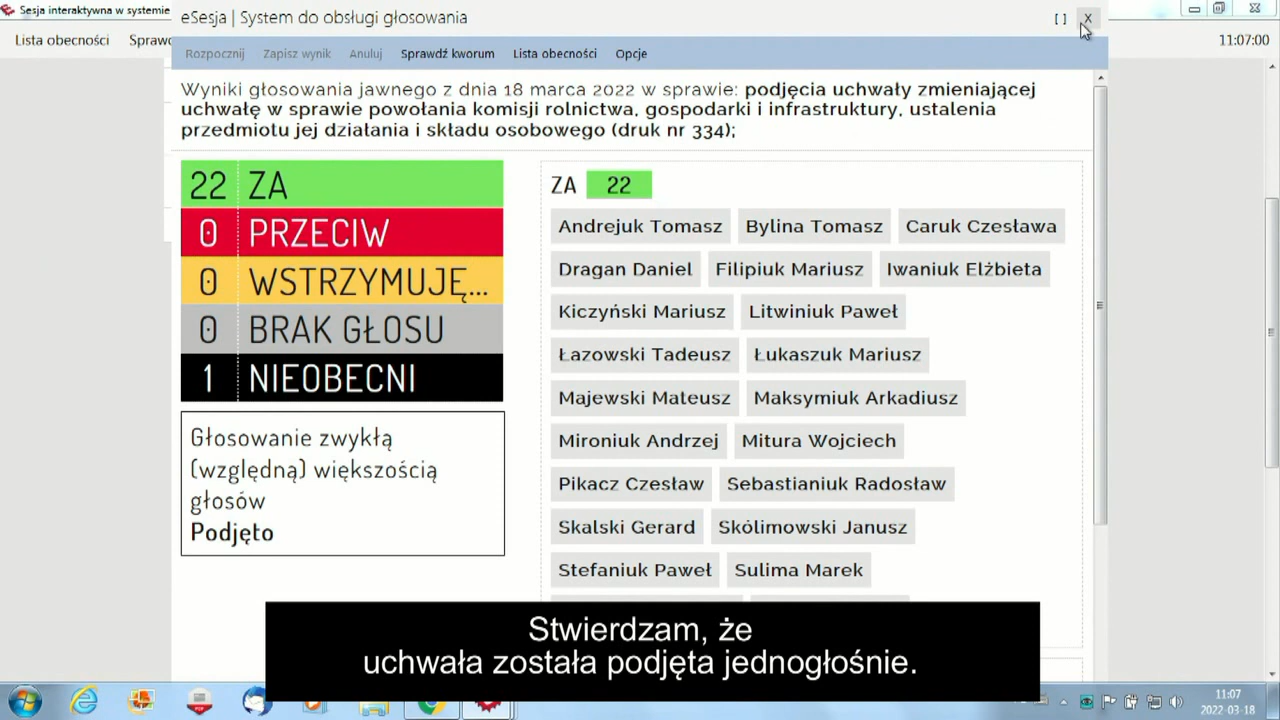 Sesja interaktywna w systemie
eSesja | System do obsługi głosowania
[ ] X
Lista obecności
11:07:00
Rozpocznij Zapisz wynik Anuluj Sprawdź kworum Lista obecności Opcje
Wyniki głosowania jawnego z dnia 18 marca 2022 w sprawie: podjęcia uchwały zmieniającej
uchwałę w sprawie powołania komisji rolnictwa, gospodarki i infrastruktury, ustalenia
przedmiotu jej działania i składu osobowego (druk nr 334);
22 ZA
0 PRZECIW
0 WSTRZYMUJĘ...
0 BRAK GŁOSU
1 NIEOBECNI
Głosowanie zwykłą
(względną) większością
głosów
Podjęto
ZA 22
Andrejuk Tomasz Bylina Tomasz Caruk Czesława
Dragan Daniel Filipiuk Mariusz Iwaniuk Elżbieta
Kiczyński Mariusz Litwiniuk Paweł
Łazowski Tadeusz Łukaszuk Mariusz
Majewski Mateusz Maksymiuk Arkadiusz
Mironiuk Andrzej Mitura Wojciech
Pikacz Czesław Sebastianiuk Radosław
Skalski Gerard Skólimowski Janusz
Stefaniuk Paweł Sulima Marek
Stwierdzam, że
uchwała została podjęta jednogłośnie.
11:07
2022-03-18